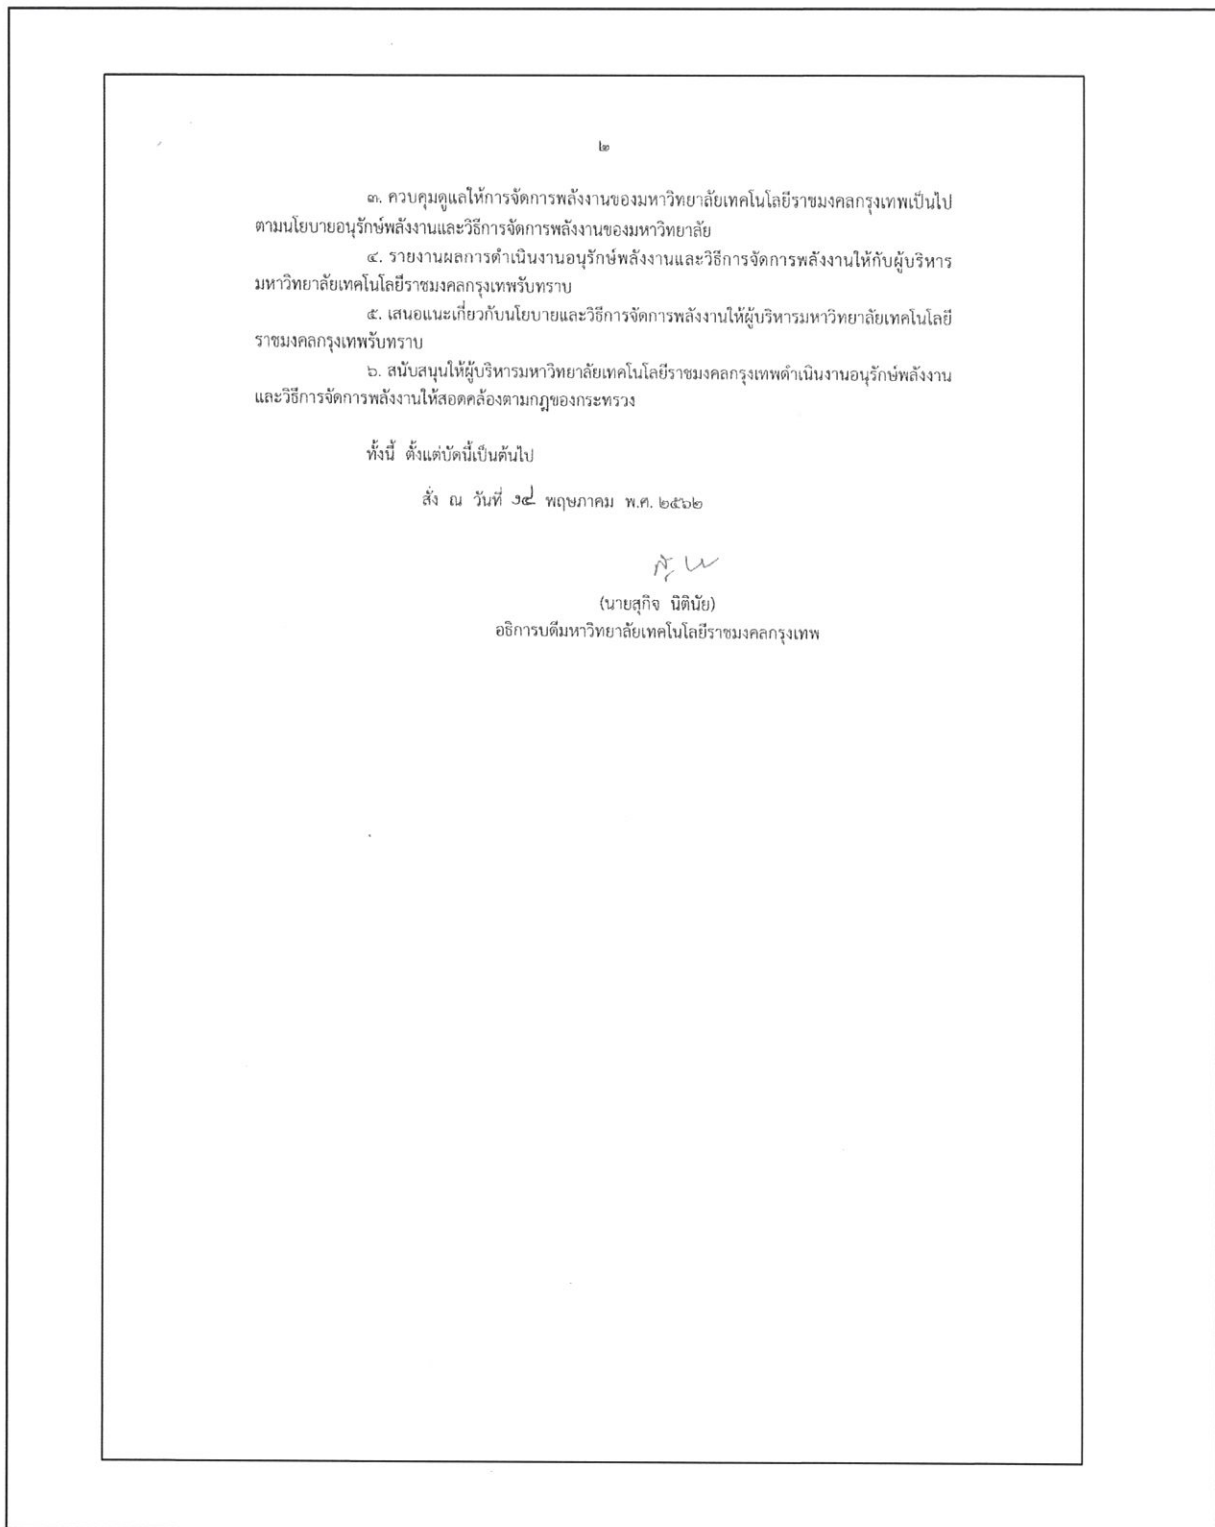 ๒
๓. ควบคุมดูแลให้การจัดการพลังงานของมหาวิทยาลัยเทคโนโลยีราชมงคลกรุงเทพเป็นไป
ตามนโยบายอนุรักษ์พลังงานและวิธีการจัดการพลังงานของมหาวิทยาลัย
๔. รายงานผลการดำเนินงานอนุรักษ์พลังงานและวิธีการจัดการพลังงานให้กับผู้บริหาร
มหาวิทยาลัยเทคโนโลยีราชมงคลกรุงเทพรับทราบ
๕. เสนอแนะเกี่ยวกับนโยบายและวิธีการจัดการพลังงานให้ผู้บริหารมหาวิทยาลัยเทคโนโลยี
ราชมงคลกรุงเทพรับทราบ
๖. สนับสนุนให้ผู้บริหารมหาวิทยาลัยเทคโนโลยีราชมงคลกรุงเทพดำเนินงานอนุรักษ์พลังงาน
และวิธีการจัดการพลังงานให้สอดคล้องตามกฎของกระทรวง
ทั้งนี้ ตั้งแต่บัดนี้เป็นต้นไป
สั่ง ณ วันที่ พฤษภาคม พ.ศ. ๒๕๖๒
(นายสุกิจ นิตินัย)
อธิการบดีมหาวิทยาลัยเทคโนโลยีราชมงคลกรุงเทพ